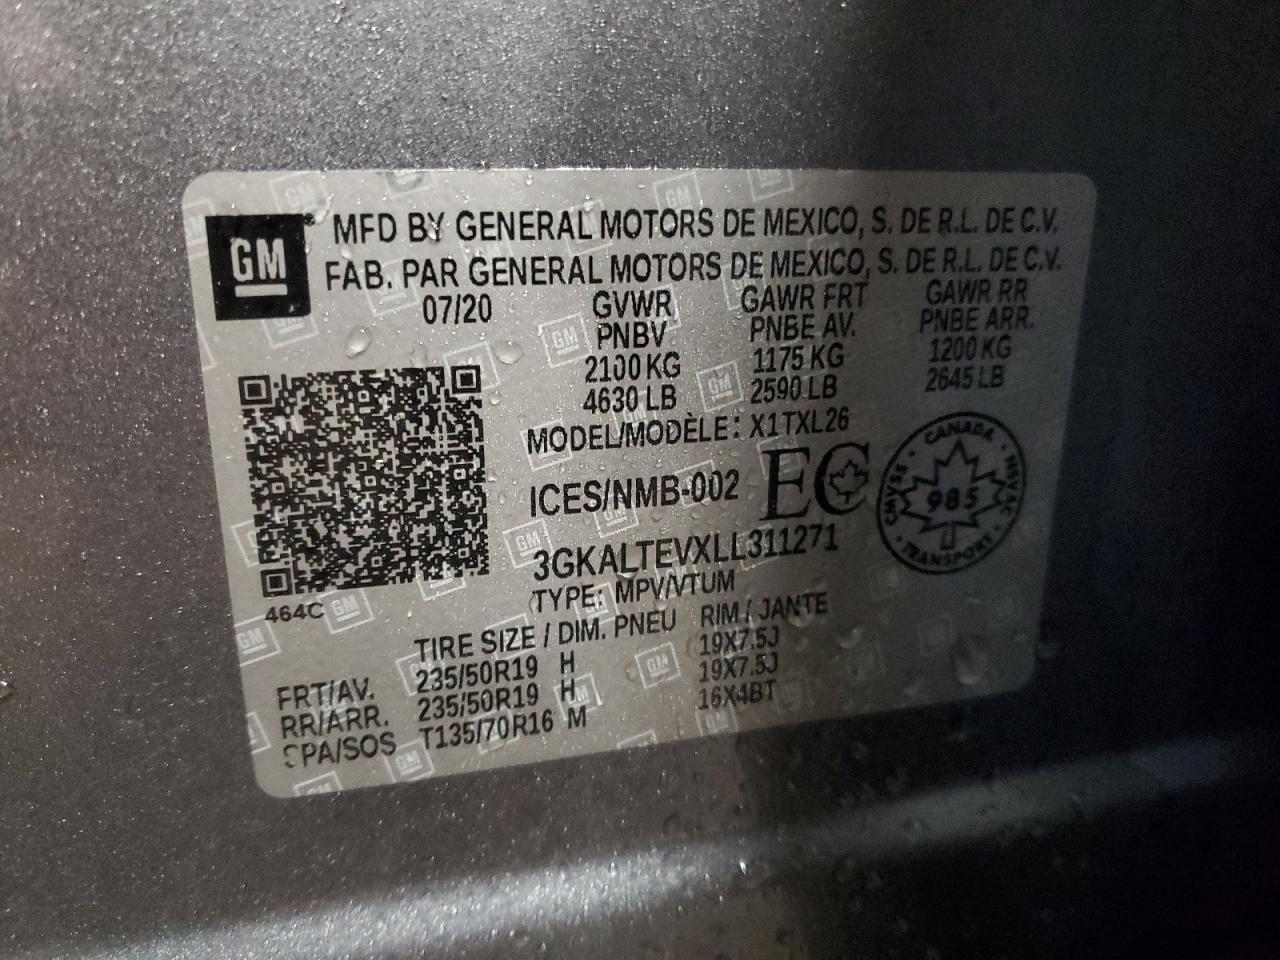 GM
MFD BY GENERAL MOTORS DE MEXICO, S. DE R.L. DE C.V.
FAB. PAR GENERAL MOTORS DE MEXICO, S. DE R.L. DE C.V.
07/20 GVWR GAWR FRT GAWR RR
PNBV PNBE AV. PNBE ARR.
2100 KG 1175 KG 1200 KG
4630 LB 2590 LB 2645 LB
MODEL/MODÈLE: X1TXL26
ICES/NMB-002 EC
CANADA
CMVSS 985 NSVAC
TRANSPORT
3GKALTEVXLL311271
TYPE: MPV/VTUM
464C
TIRE SIZE / DIM. PNEU RIM / JANTE
FRT/AV. 235/50R19 H 19X7.5J
RR/ARR. 235/50R19 H 19X7.5J
SPA/SOS T135/70R16 M 16X4BT